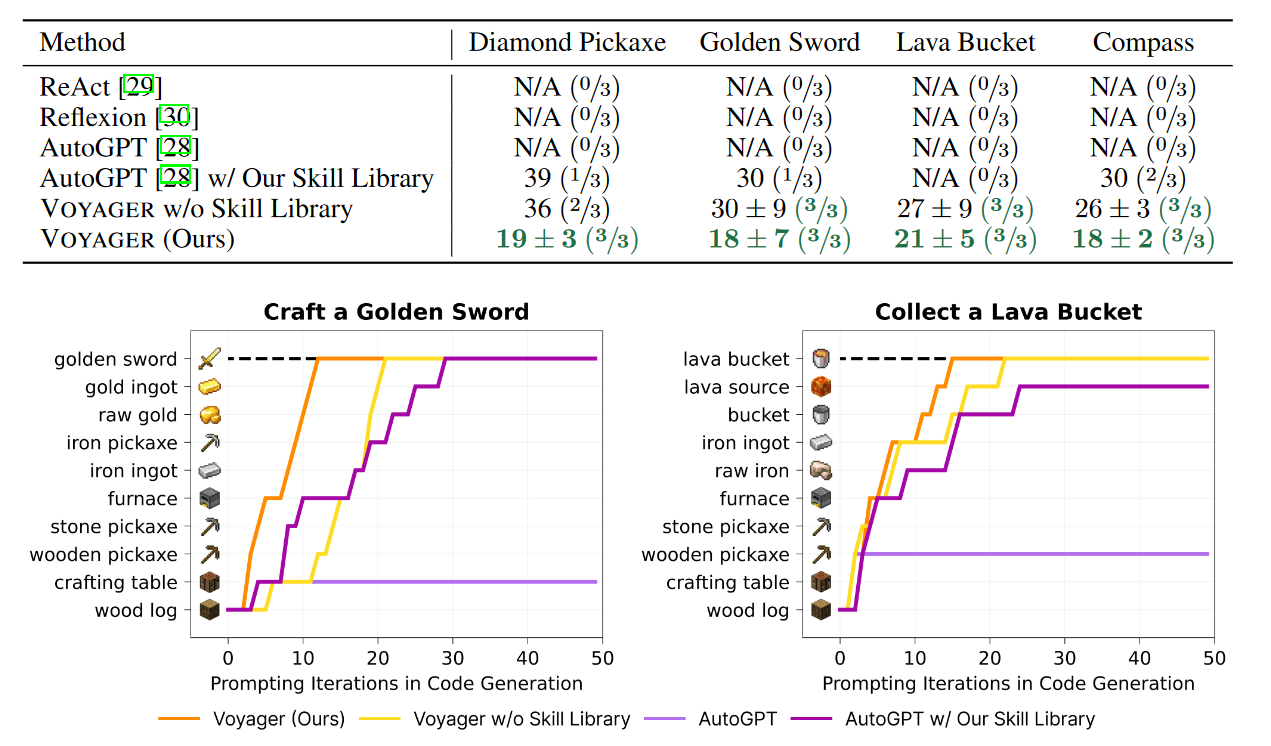 Method Diamond Pickaxe Golden Sword Lava Bucket Compass
ReAct [29] N/A (0/3) N/A (0/3) N/A (0/3) N/A (0/3)
Reflexion [30] N/A (0/3) N/A (0/3) N/A (0/3) N/A (0/3)
AutoGPT [28] N/A (0/3) N/A (0/3) N/A (0/3) N/A (0/3)
AutoGPT [28] w/ Our Skill Library 39 (1/3) 30 (1/3) N/A (0/3) 30 (2/3)
VOYAGER w/o Skill Library 36 (2/3) 30 ± 9 (3/3) 27 ± 9 (3/3) 26 ± 3 (3/3)
VOYAGER (Ours) 19 ± 3 (3/3) 18 ± 7 (3/3) 21 ± 5 (3/3) 18 ± 2 (3/3)
Craft a Golden Sword
golden sword
gold ingot
raw gold
iron pickaxe
iron ingot
furnace
stone pickaxe
wooden pickaxe
crafting table
wood log
0 10 20 30 40 50
Prompting Iterations in Code Generation
Collect a Lava Bucket
lava bucket
lava source
bucket
iron ingot
raw iron
furnace
stone pickaxe
wooden pickaxe
crafting table
wood log
0 10 20 30 40 50
Prompting Iterations in Code Generation
Voyager (Ours) Voyager w/o Skill Library AutoGPT AutoGPT w/ Our Skill Library